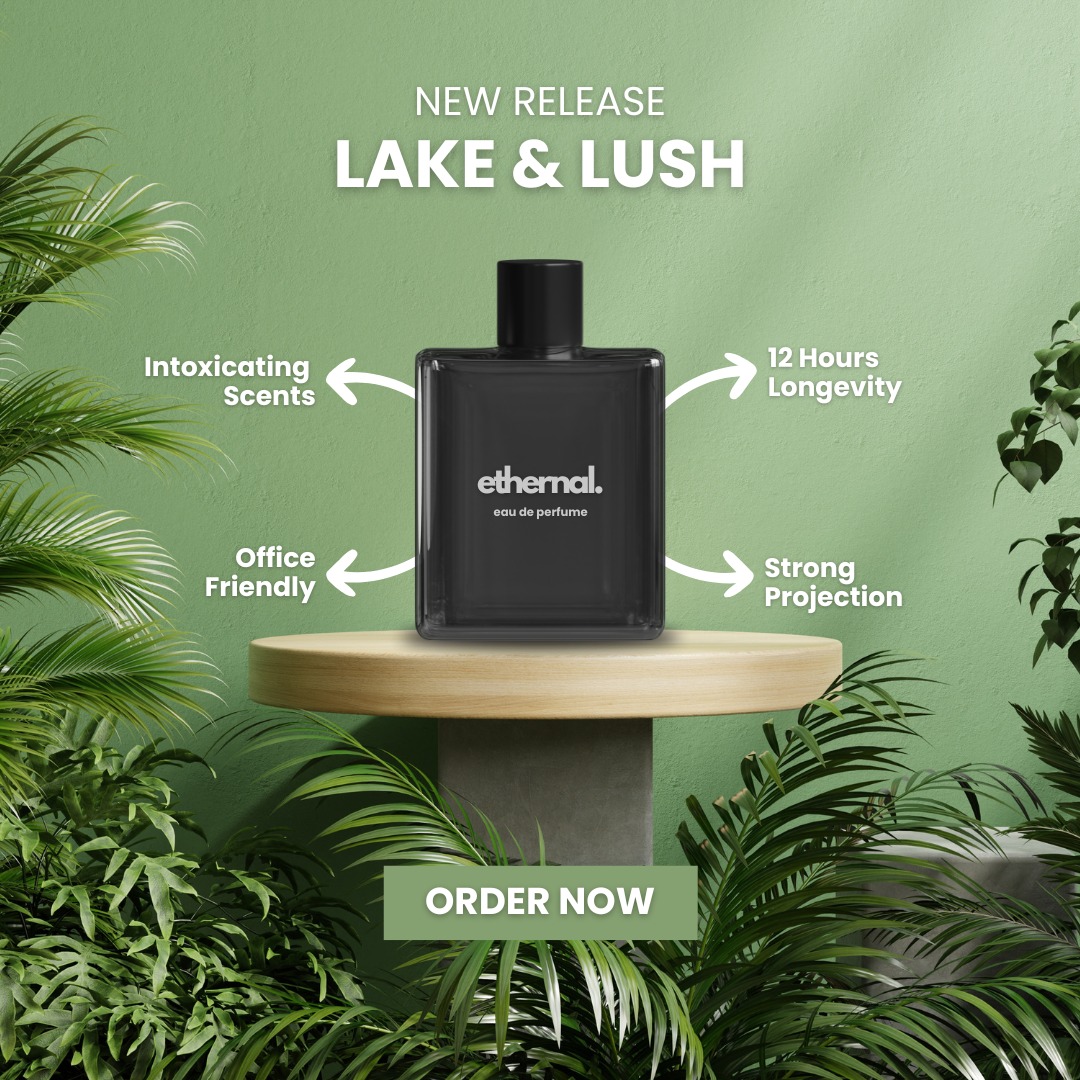 NEW RELEASE
LAKE & LUSH
Intoxicating
Scents
12 Hours
Longevity
ethernal.
eau de perfume
Office
Friendly
Strong
Projection
ORDER NOW